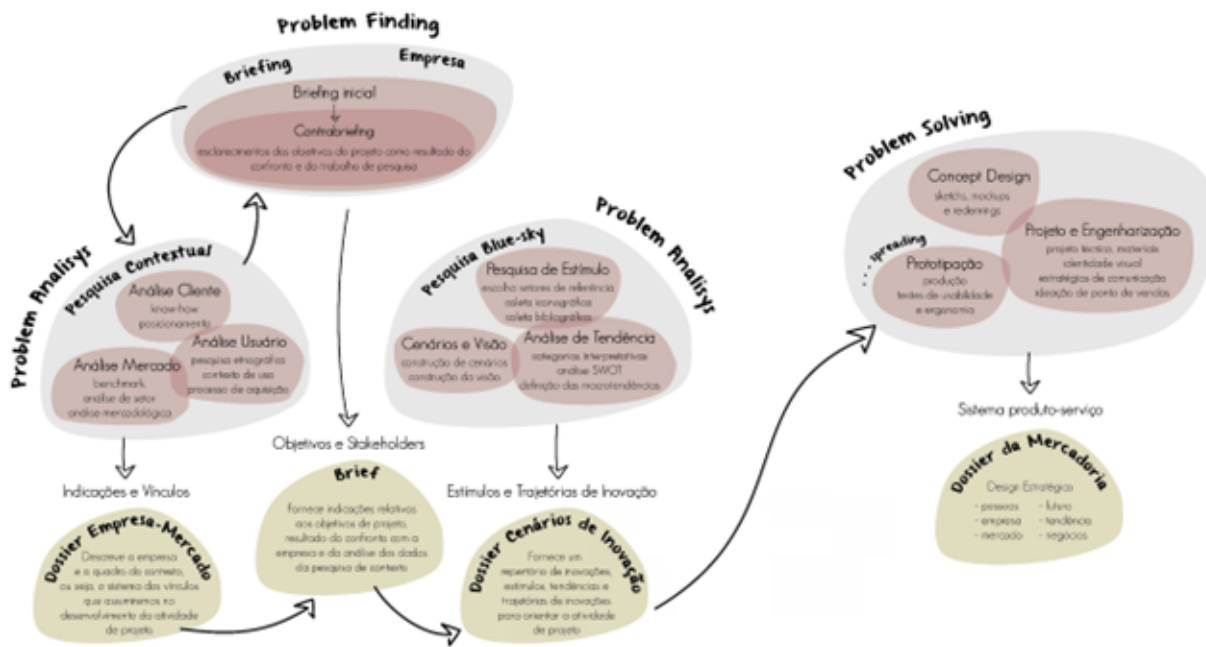 Problem Finding
Briefing
Empresa
Briefing inicial
Contrabriefing
esclarecimentos dos objetivos do projeto como resultado do
confronto e do trabalho de pesquisa
Problem Analisys
Pesquisa Contextual
Análise Cliente
know-how
posicionamento
Análise Usuário
pesquisa etnográfica
contexto de uso
processo de aquisição
Análise Mercado
benchmark
análise de setor
análise mercadológica
Indicações e Vínculos
Dossier Empresa-Mercado
Descreve a empresa
e o quadro do contexto,
ou seja, o sistema dos vínculos
que assumiremos no
desenvolvimento da atividade
de projeto
Objetivos e Stakeholders
Brief
Fornece indicações relativas
aos objetivos de projeto,
resultado do confronto com a
empresa e da análise dos dados
da pesquisa de contexto
Problem Analisys
Pesquisa Blue-sky
Pesquisa de Estímulo
escolha setores de referência
coleta iconográfica
coleta bibliográfica
Cenários e Visão
construção de cenários
construção da visão
Análise de Tendência
categorias interpretativas
análise SWOT
definição das macrotendências
Estímulos e Trajetórias de Inovação
Dossier Cenários de Inovação
Fornece um
repertório de inovações,
estímulos, tendências e
trajetórias de inovações
para orientar a atividade
de projeto
Problem Solving
Concept Design
sketchs, mockups
e rederrings
Projeto e Engenharização
projeto técnico, materiais
identidade visual
estratégias de comunicação
ideação de ponto de vendas
... spreading
Prototipação
produção
testes de usabilidade
e ergonomia
Sistema produto-serviço
Dossier da Mercadoria
Design Estratégico
- pessoas - futuro
- empresa - tendência
- mercado - negócios